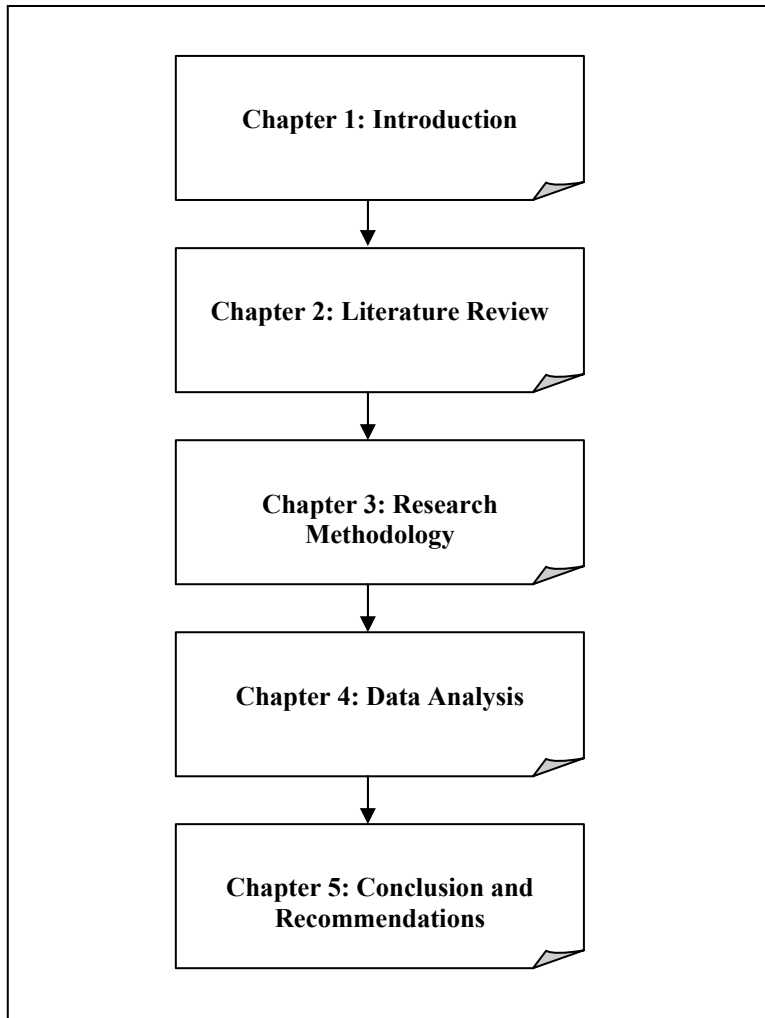 Chapter 1: Introduction
Chapter 2: Literature Review
Chapter 3: Research
Methodology
Chapter 4: Data Analysis
Chapter 5: Conclusion and
Recommendations